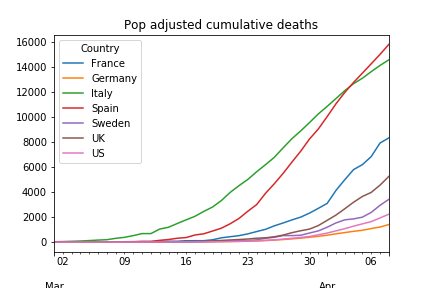 Pop adjusted cumulative deaths
16000
14000
12000
10000
8000
6000
4000
2000
0
Country
France
Germany
Italy
Spain
Sweden
UK
US
02 09 16 23 30 06
Mar Apr